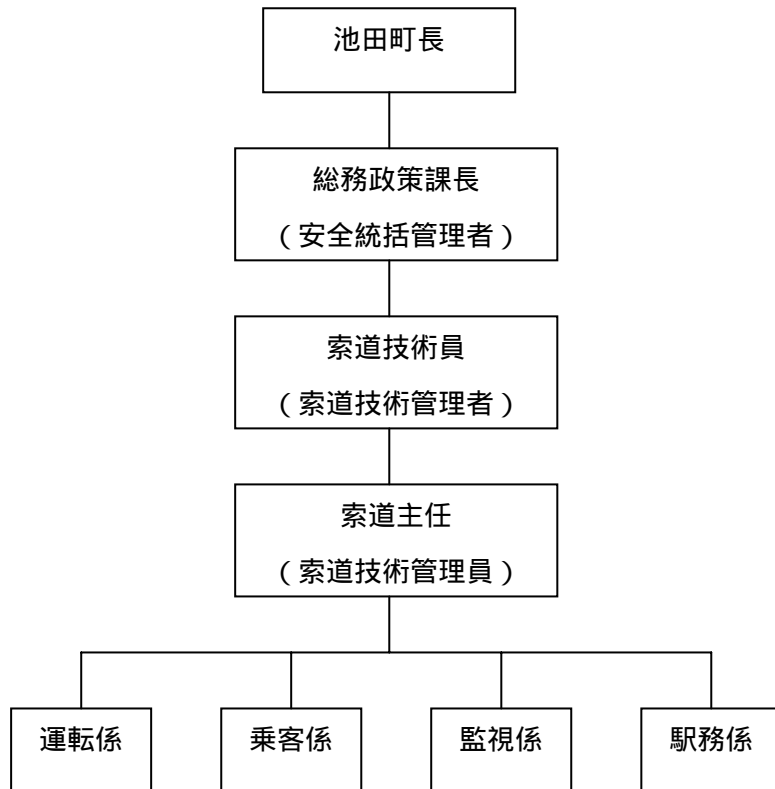 池田町長
総務政策課長
（安全統括管理者）
索道技術員
（索道技術管理者）
索道主任
（索道技術管理員）
運転係
乗客係
監視係
駅務係